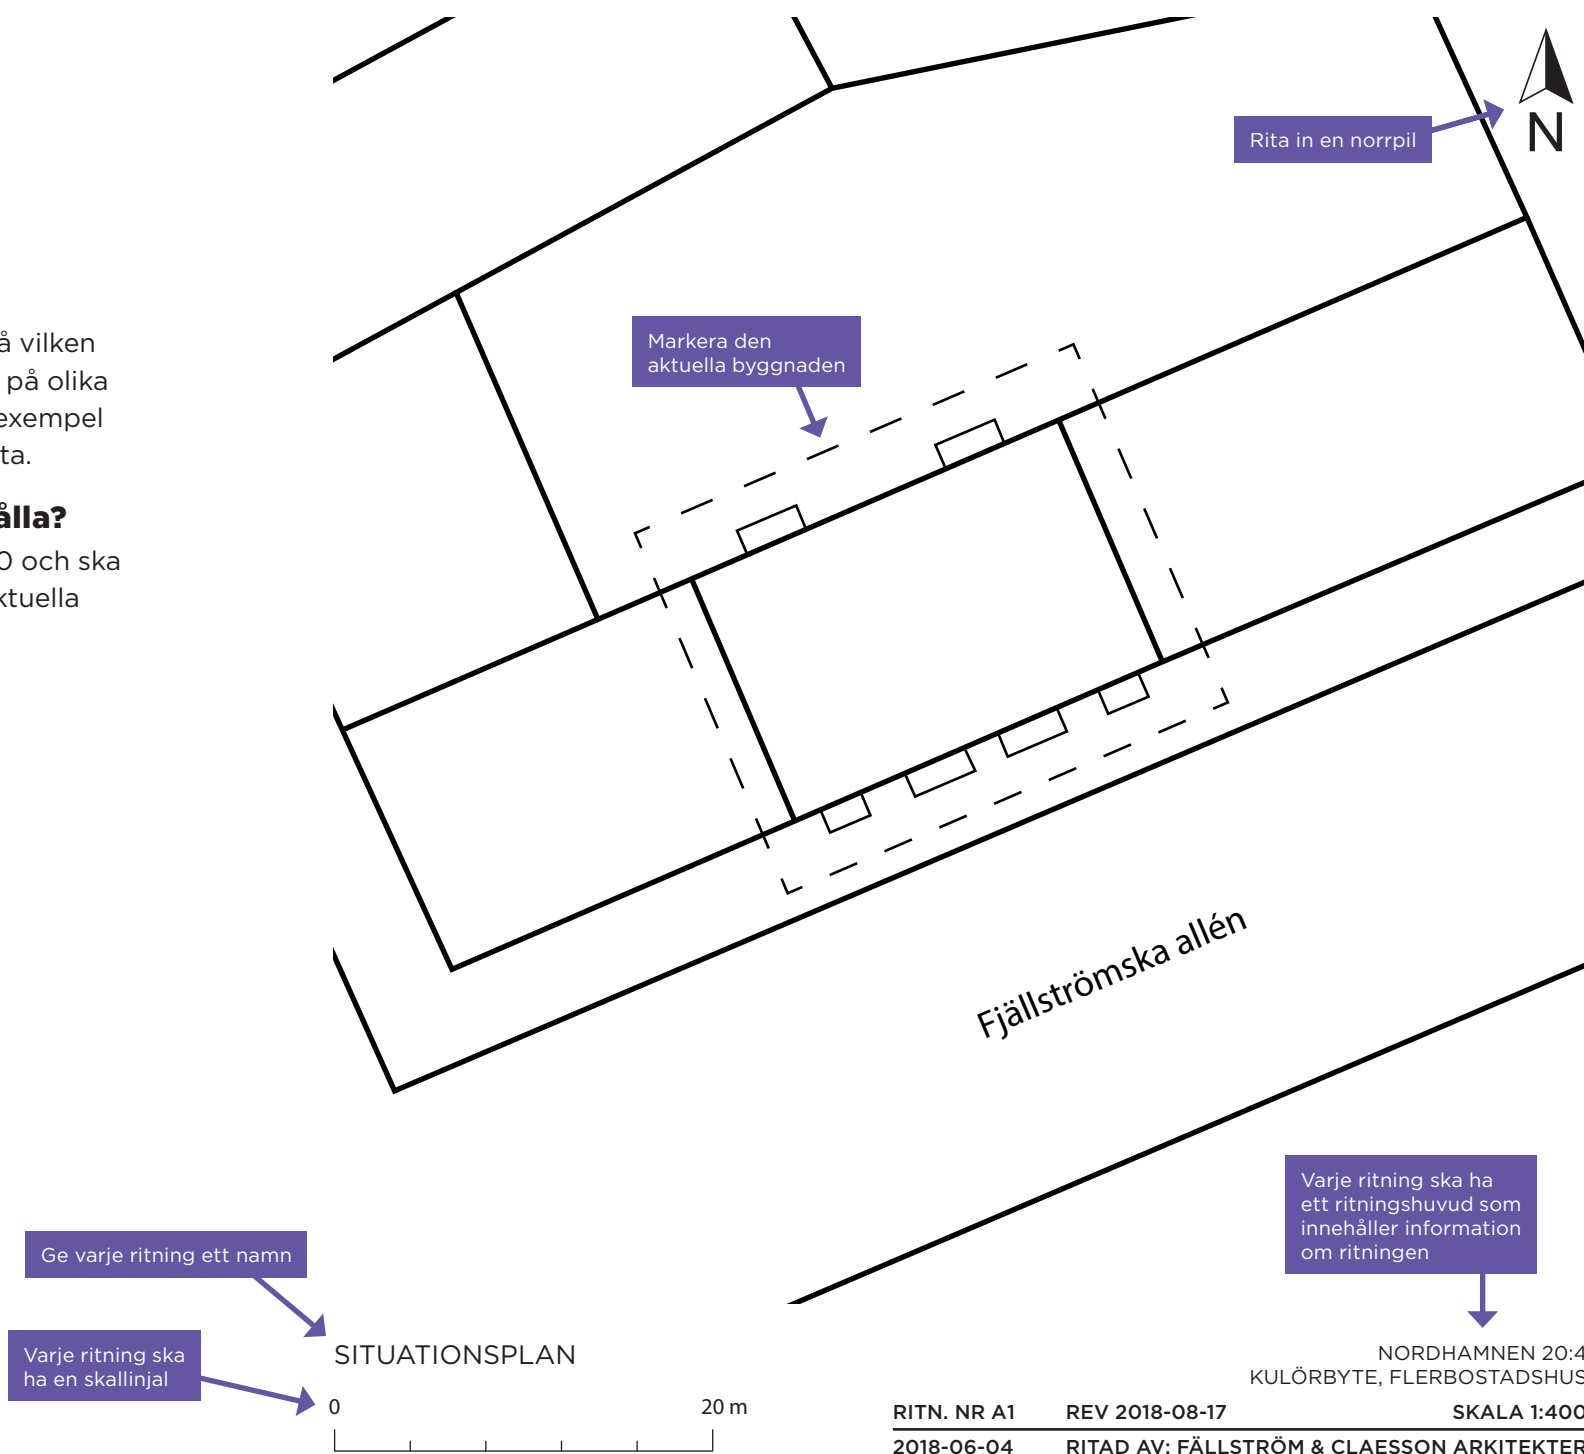 Rita in en norrpil
N
å vilken
på olika
exempel
ta.
ålla?
0 och ska
ktuella
Markera den
aktuella byggnaden
Fjällströmska allén
Varje ritning ska ha
ett ritningshuvud som
innehåller information
om ritningen
Ge varje ritning ett namn
Varje ritning ska
ha en skallinjal
SITUATIONSPLAN
0 20 m
NORDHAMNEN 20:4
KULÖRBYTE, FLERBOSTADSHUS
RITN. NR A1 REV 2018-08-17 SKALA 1:400
2018-06-04 RITAD AV: FÄLLSTRÖM & CLAESSON ARKITEKTER